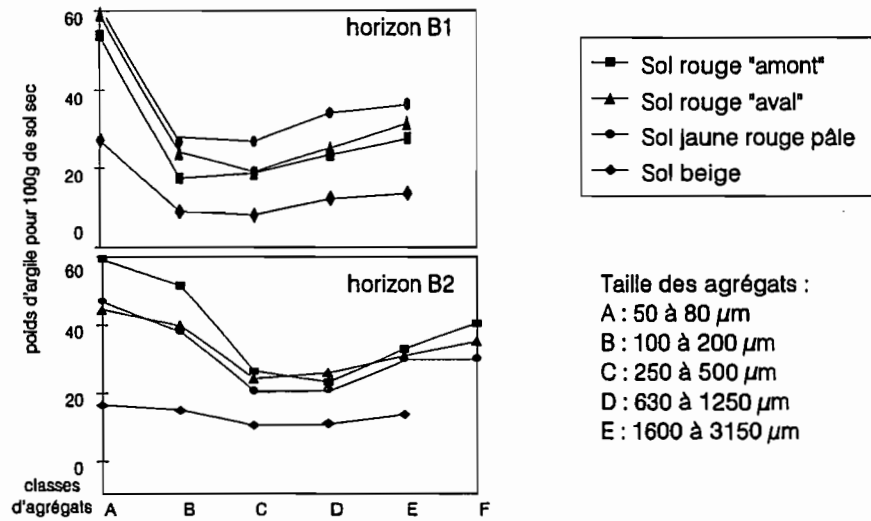 60
horizon B1
40
20
0
poids d'argile pour 100g de sol sec
60
horizon B2
40
20
0
classes
d'agrégats
A B C D E F
Sol rouge "amont"
Sol rouge "aval"
Sol jaune rouge pâle
Sol beige
Taille des agrégats :
A : 50 à 80 µm
B : 100 à 200 µm
C : 250 à 500 µm
D : 630 à 1250 µm
E : 1600 à 3150 µm